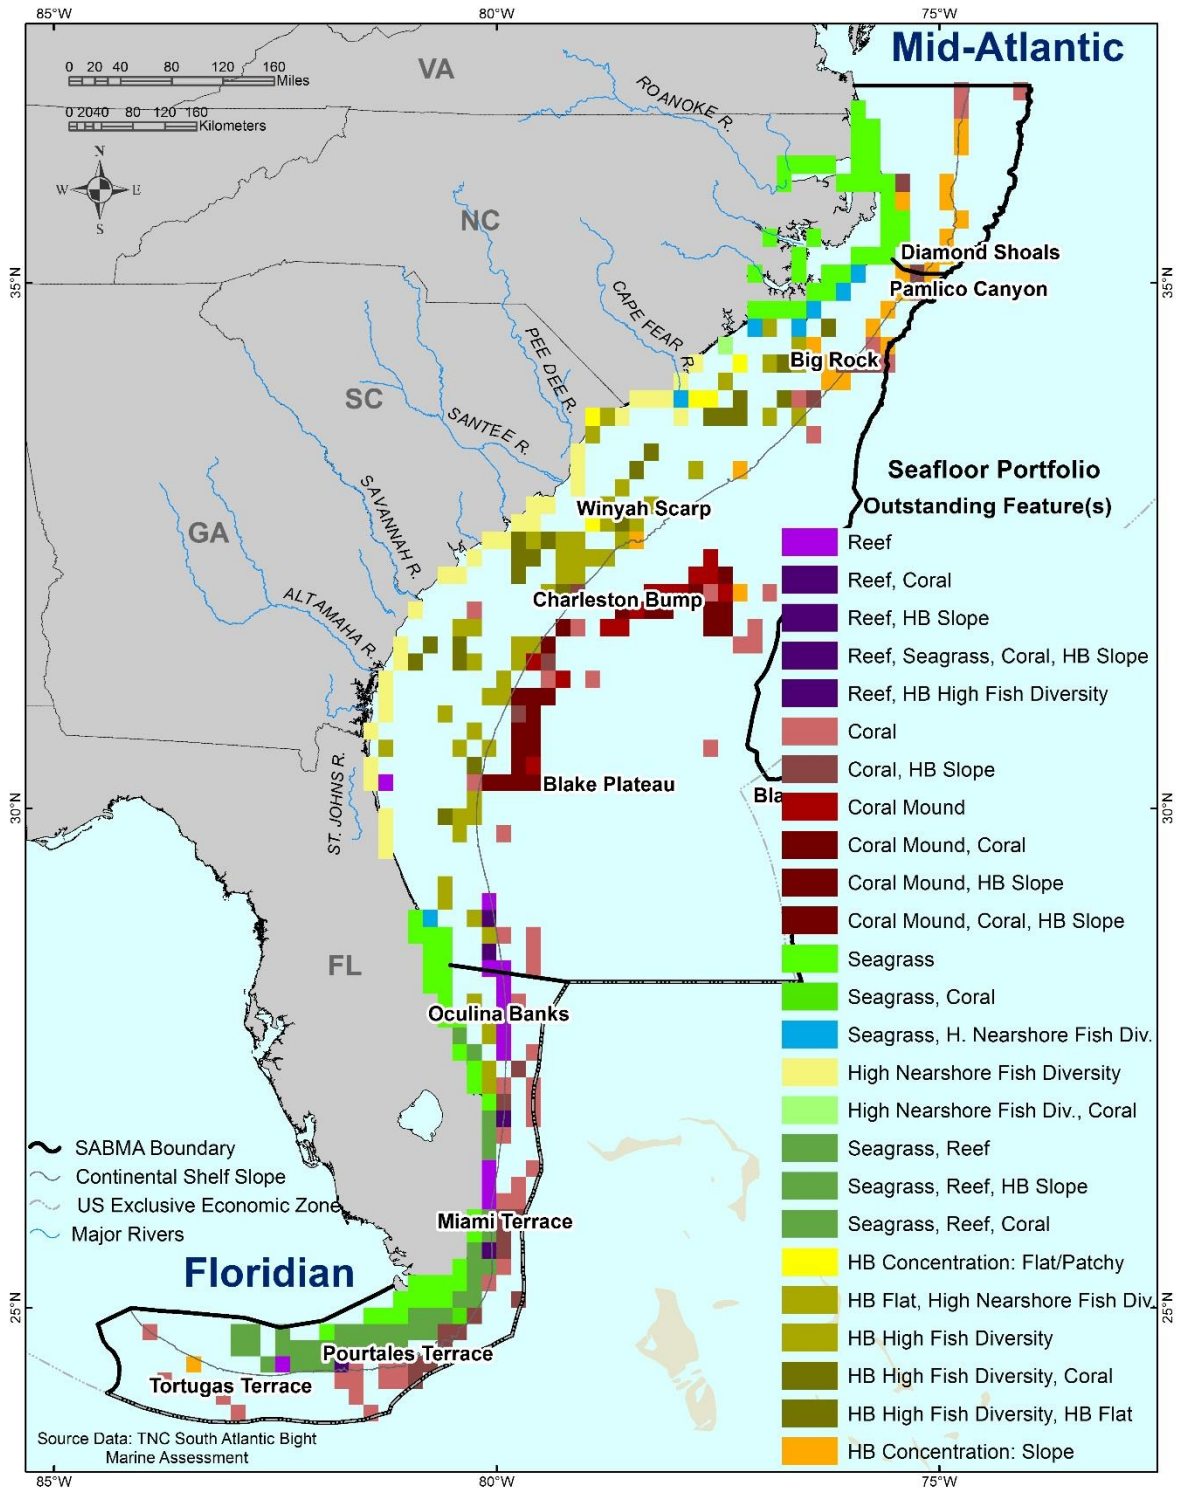 85°W
80°W
75°W
Mid-Atlantic
VA
0 20 40 80 120 160
Miles
0 20 40 80 120 160
Kilometers
ROANOKE R.
N
W E
S
NC
Diamond Shoals
35°N
35°N
Pamlico Canyon
CAPE FEAR R.
PEE DEE R.
Big Rock
SC
SANTEE R.
Seafloor Portfolio
Outstanding Feature(s)
SAVANNAH R.
Winyah Scarp
GA
Reef
Reef, Coral
ALTAMAHA R.
Charleston Bump
Reef, HB Slope
Reef, Seagrass, Coral, HB Slope
Reef, HB High Fish Diversity
Coral
Coral, HB Slope
ST. JOHNS R.
Blake Plateau
Bla
30°N
30°N
Coral Mound
Coral Mound, Coral
Coral Mound, HB Slope
Coral Mound, Coral, HB Slope
FL
Seagrass
Seagrass, Coral
Oculina Banks
Seagrass, H. Nearshore Fish Div.
High Nearshore Fish Diversity
High Nearshore Fish Div., Coral
SABMA Boundary
Seagrass, Reef
Continental Shelf Slope
Seagrass, Reef, HB Slope
US Exclusive Economic Zone
Major Rivers
Miami Terrace
Seagrass, Reef, Coral
Floridian
HB Concentration: Flat/Patchy
25°N
25°N
HB Flat, High Nearshore Fish Div.
HB High Fish Diversity
Pourtales Terrace
HB High Fish Diversity, Coral
Tortugas Terrace
HB High Fish Diversity, HB Flat
Source Data: TNC South Atlantic Bight
Marine Assessment
HB Concentration: Slope
85°W
80°W
75°W